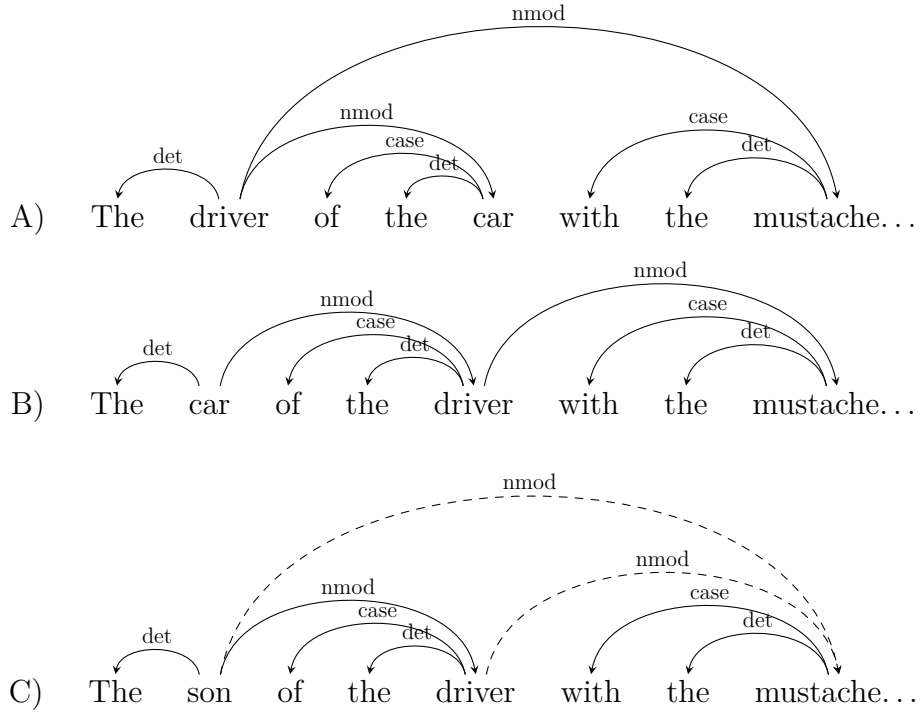 nmod
nmod
case
case
det
det
det
A) The driver of the car with the mustache...
nmod
nmod
case
case
det
det
det
B) The car of the driver with the mustache...
nmod
nmod
nmod
case
case
det
det
det
C) The son of the driver with the mustache...